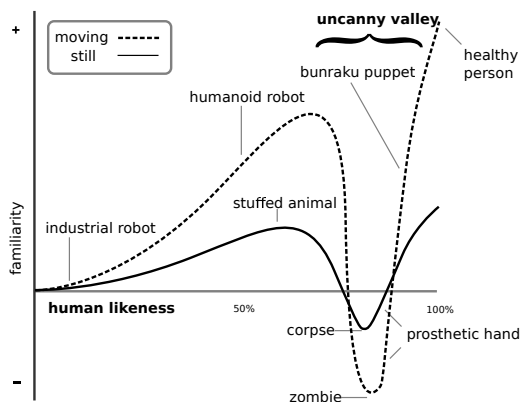 +
uncanny valley
moving
still
healthy
person
bunraku puppet
humanoid robot
stuffed animal
industrial robot
familiarity
human likeness
50%
100%
corpse
prosthetic hand
-
zombie